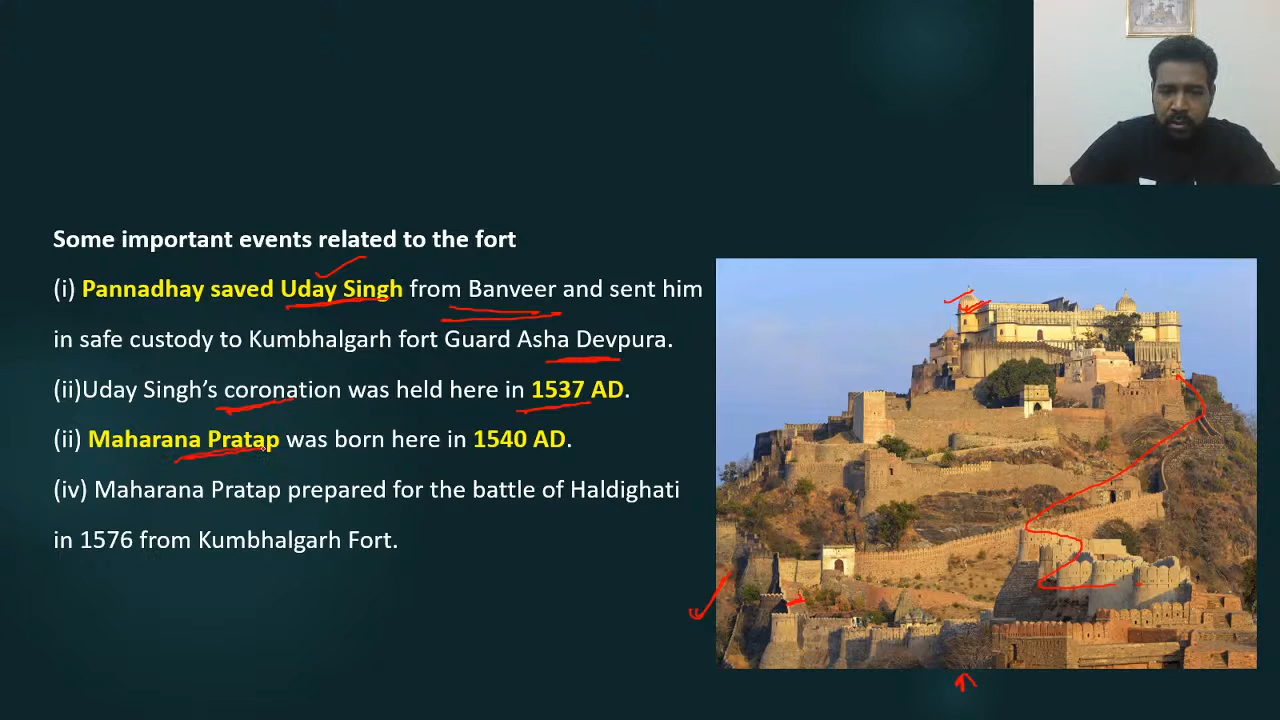 Some important events related to the fort
(i) Pannadhay saved Uday Singh from Banveer and sent him
in safe custody to Kumbhalgarh fort Guard Asha Devpura.
(ii)Uday Singh’s coronation was held here in 1537 AD.
(ii) Maharana Pratap was born here in 1540 AD.
(iv) Maharana Pratap prepared for the battle of Haldighati
in 1576 from Kumbhalgarh Fort.